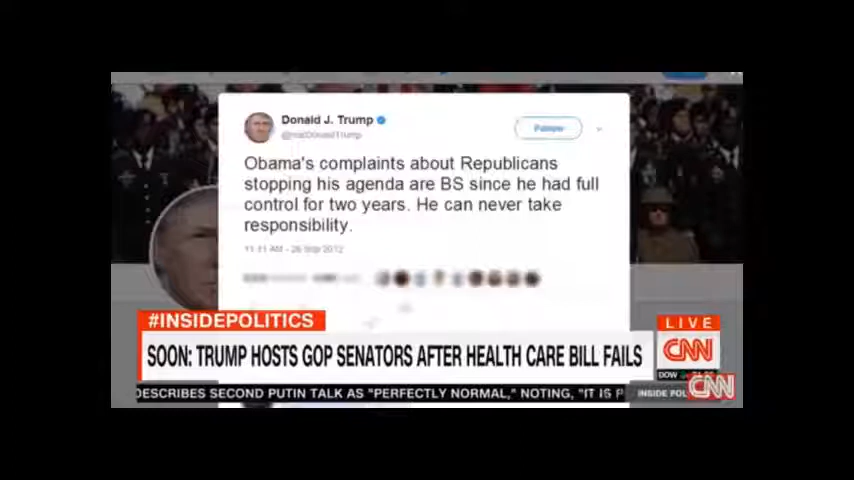 Donald J. Trump
@realDonaldTrump
Follow
Obama's complaints about Republicans
stopping his agenda are BS since he had full
control for two years. He can never take
responsibility.
11:11 AM - 26 Sep 2012
#INSIDEPOLITICS
SOON: TRUMP HOSTS GOP SENATORS AFTER HEALTH CARE BILL FAILS
LIVE
CNN
DOW
CNN
DESCRIBES SECOND PUTIN TALK AS "PERFECTLY NORMAL," NOTING, "IT IS
INSIDE POL